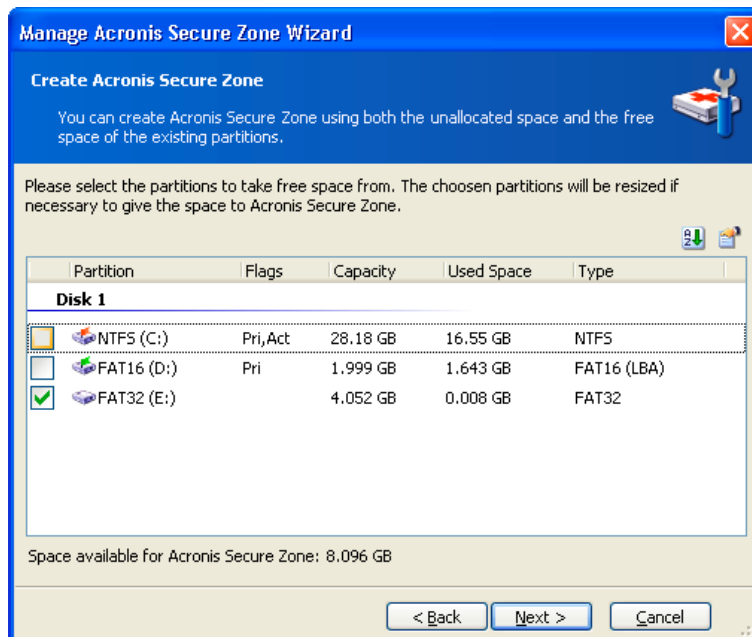 Manage Acronis Secure Zone Wizard
Create Acronis Secure Zone
You can create Acronis Secure Zone using both the unallocated space and the free
space of the existing partitions.
Please select the partitions to take free space from. The choosen partitions will be resized if
necessary to give the space to Acronis Secure Zone.
Partition Flags Capacity Used Space Type
Disk 1
NTFS (C:) Pri,Act 28.18 GB 16.55 GB NTFS
FAT16 (D:) Pri 1.999 GB 1.643 GB FAT16 (LBA)
FAT32 (E:) 4.052 GB 0.008 GB FAT32
Space available for Acronis Secure Zone: 8.096 GB
< Back Next > Cancel